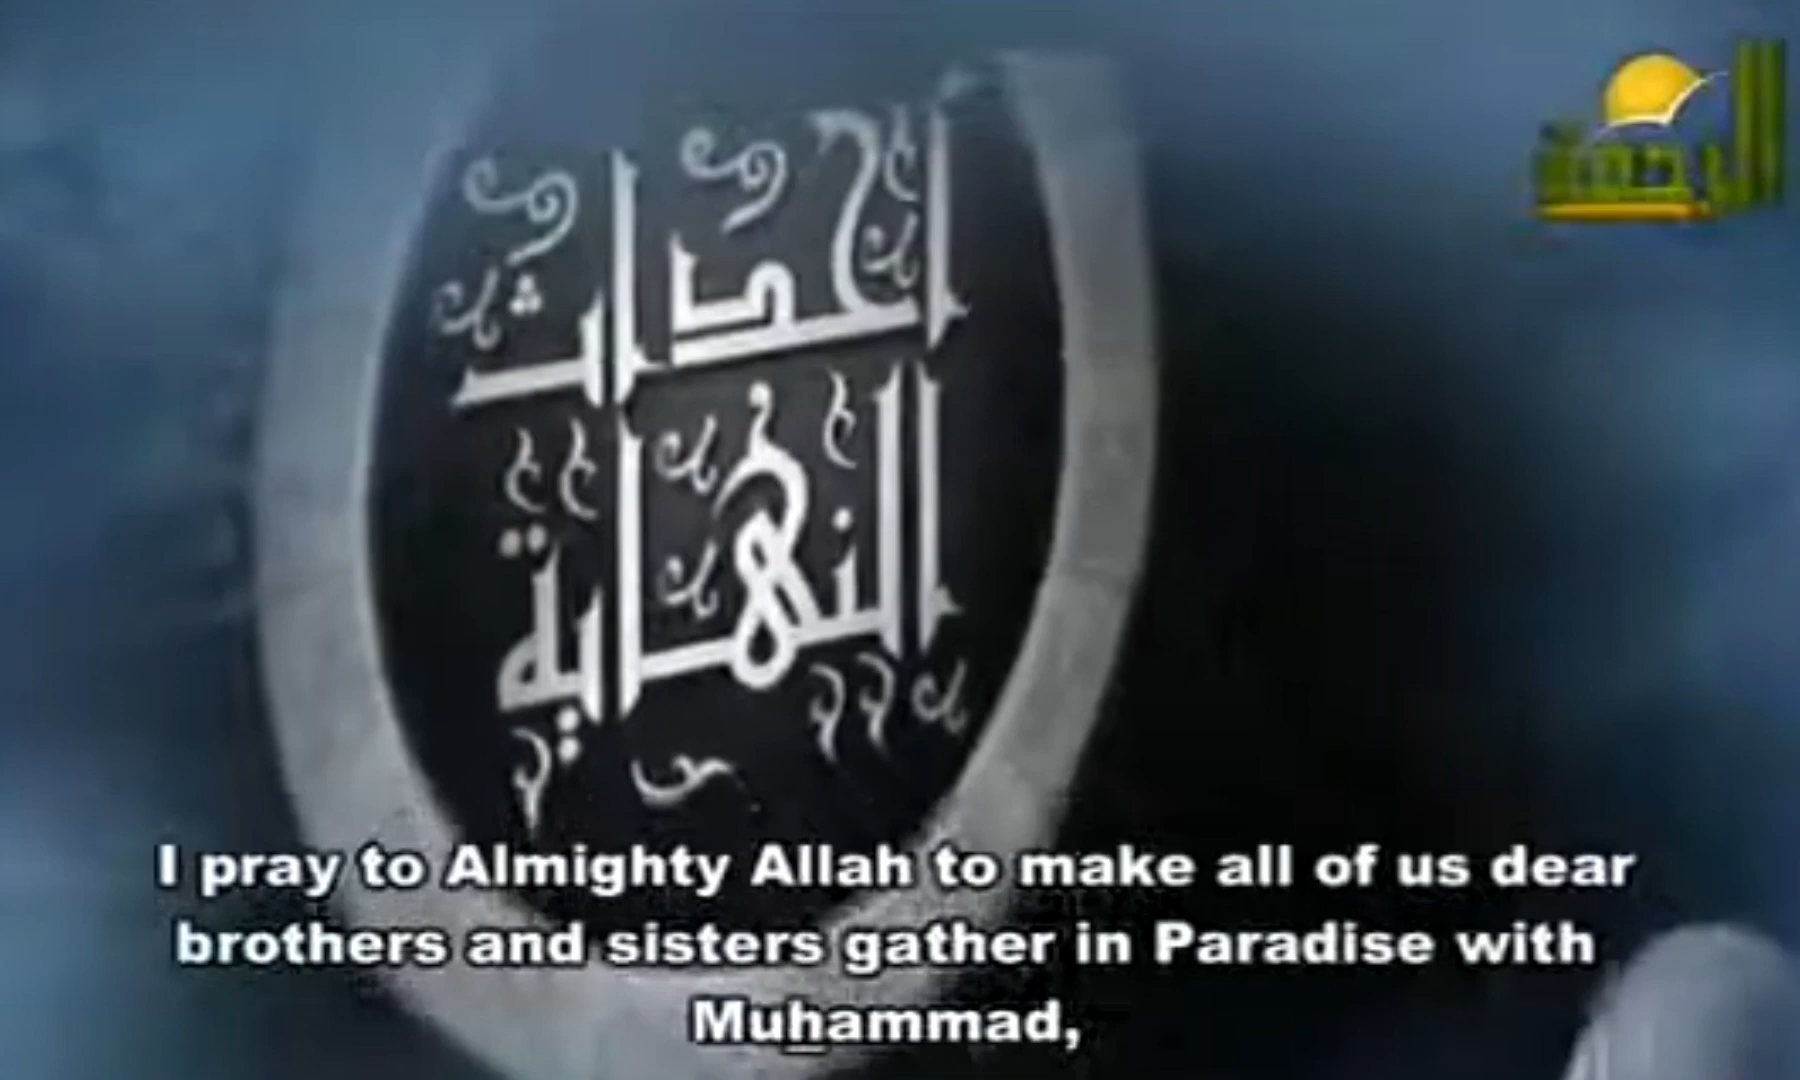 الرحمة
أحداث
النهاية
I pray to Almighty Allah to make all of us dear
brothers and sisters gather in Paradise with
Muhammad,